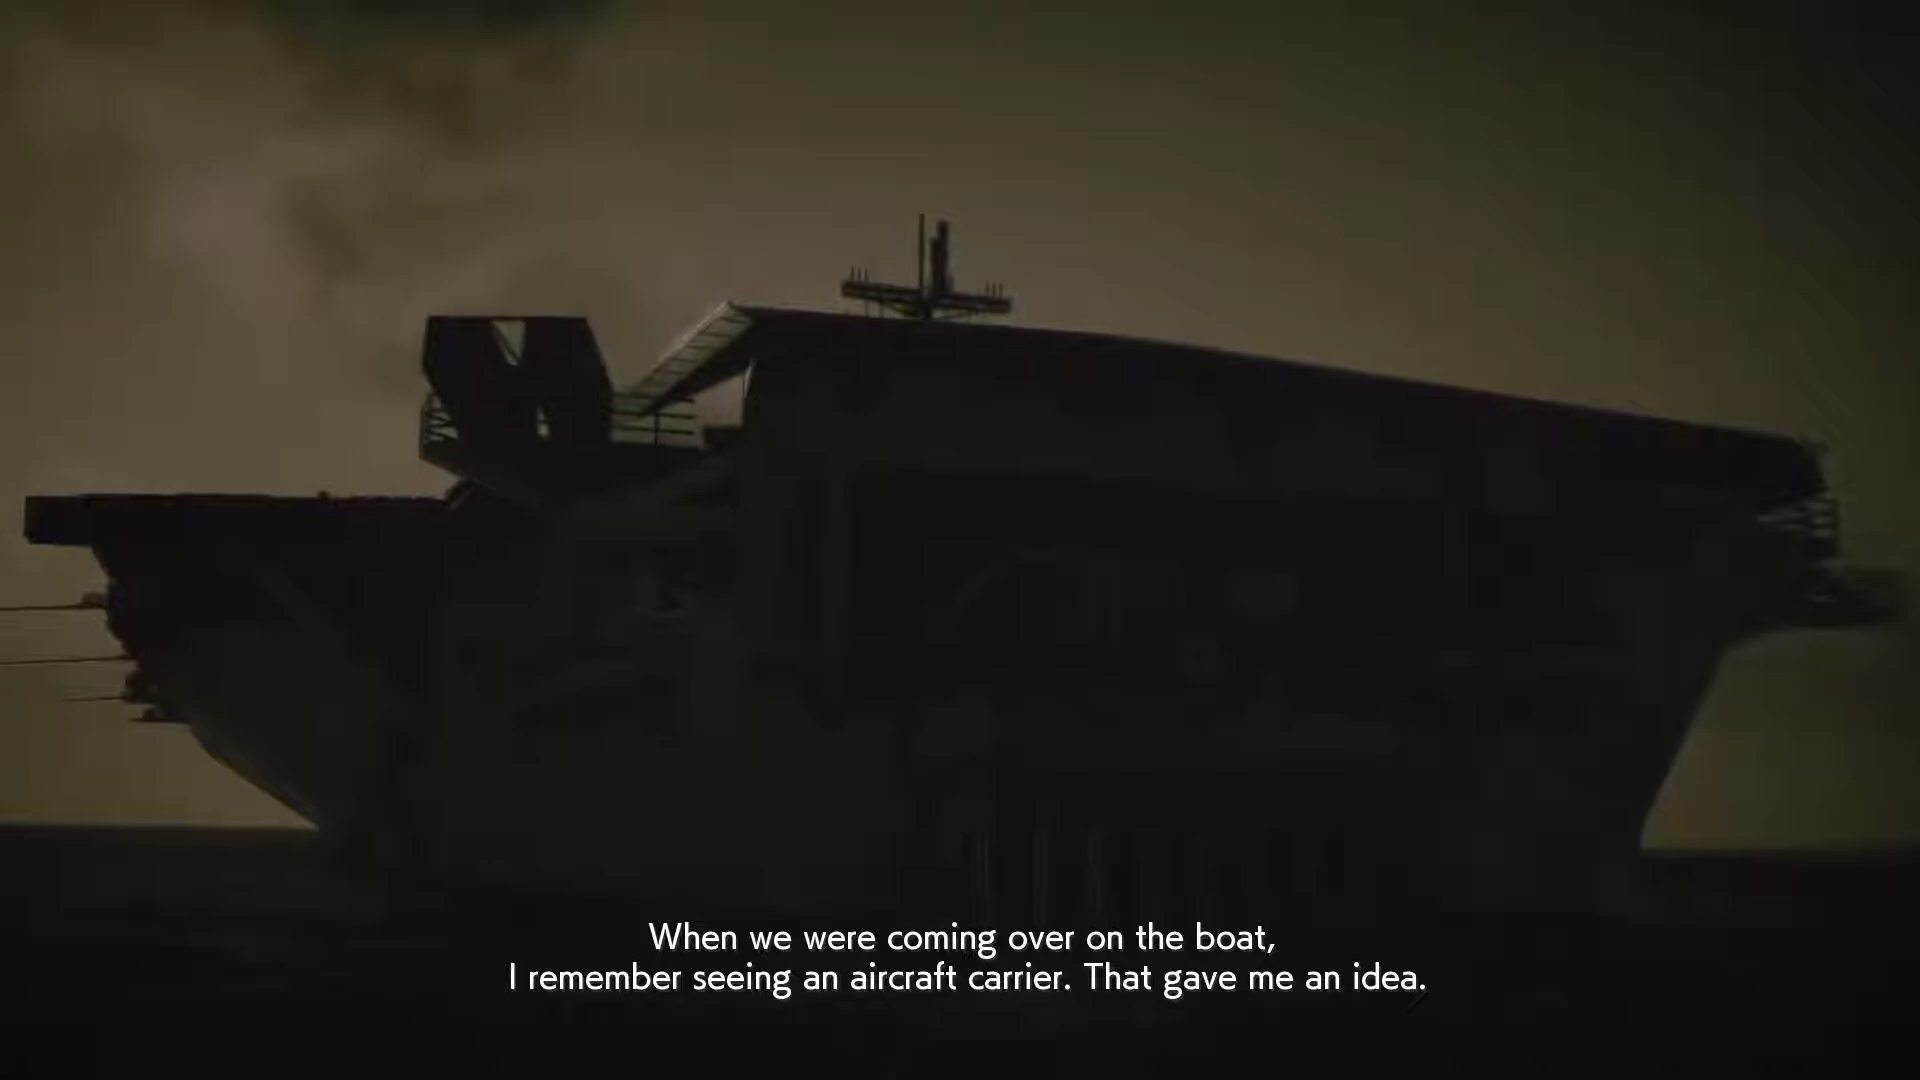 When we were coming over on the boat,
I remember seeing an aircraft carrier. That gave me an idea.